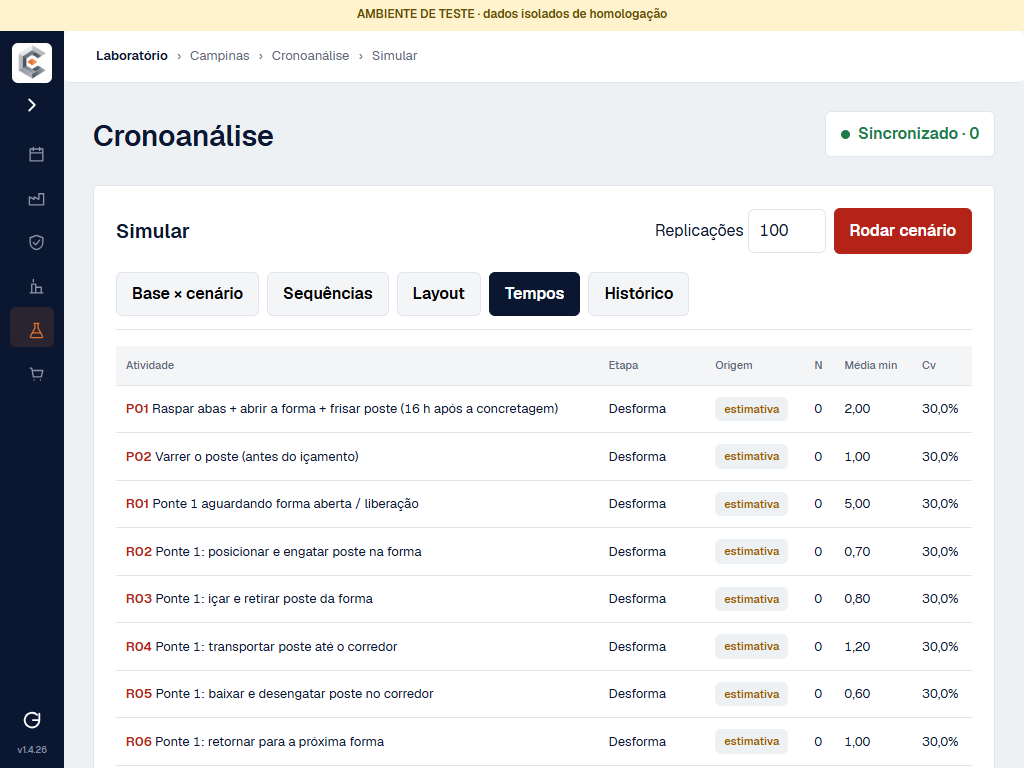 AMBIENTE DE TESTE · dados isolados de homologação
Laboratório › Campinas › Cronoanálise › Simular
Cronoanálise
Sincronizado · 0
Simular
Replicações 100 Rodar cenário
Base × cenário Sequências Layout Tempos Histórico
Atividade Etapa Origem N Média min Cv
P01 Raspar abas + abrir a forma + frisar poste (16 h após a concretagem) Desforma estimativa 0 2,00 30,0%
P02 Varrer o poste (antes do içamento) Desforma estimativa 0 1,00 30,0%
R01 Ponte 1 aguardando forma aberta / liberação Desforma estimativa 0 5,00 30,0%
R02 Ponte 1: posicionar e engatar poste na forma Desforma estimativa 0 0,70 30,0%
R03 Ponte 1: içar e retirar poste da forma Desforma estimativa 0 0,80 30,0%
R04 Ponte 1: transportar poste até o corredor Desforma estimativa 0 1,20 30,0%
R05 Ponte 1: baixar e desengatar poste no corredor Desforma estimativa 0 0,60 30,0%
R06 Ponte 1: retornar para a próxima forma Desforma estimativa 0 1,00 30,0%
v1.4.26